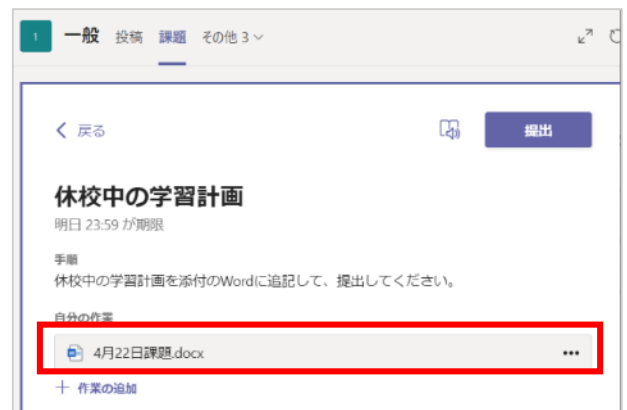 1 一般 投稿 課題 その他 3
戻る 提出
休校中の学習計画
明日 23:59 が期限
手順
休校中の学習計画を添付のWordに追記して、提出してください。
自分の作業
4月22日課題.docx
作業の追加